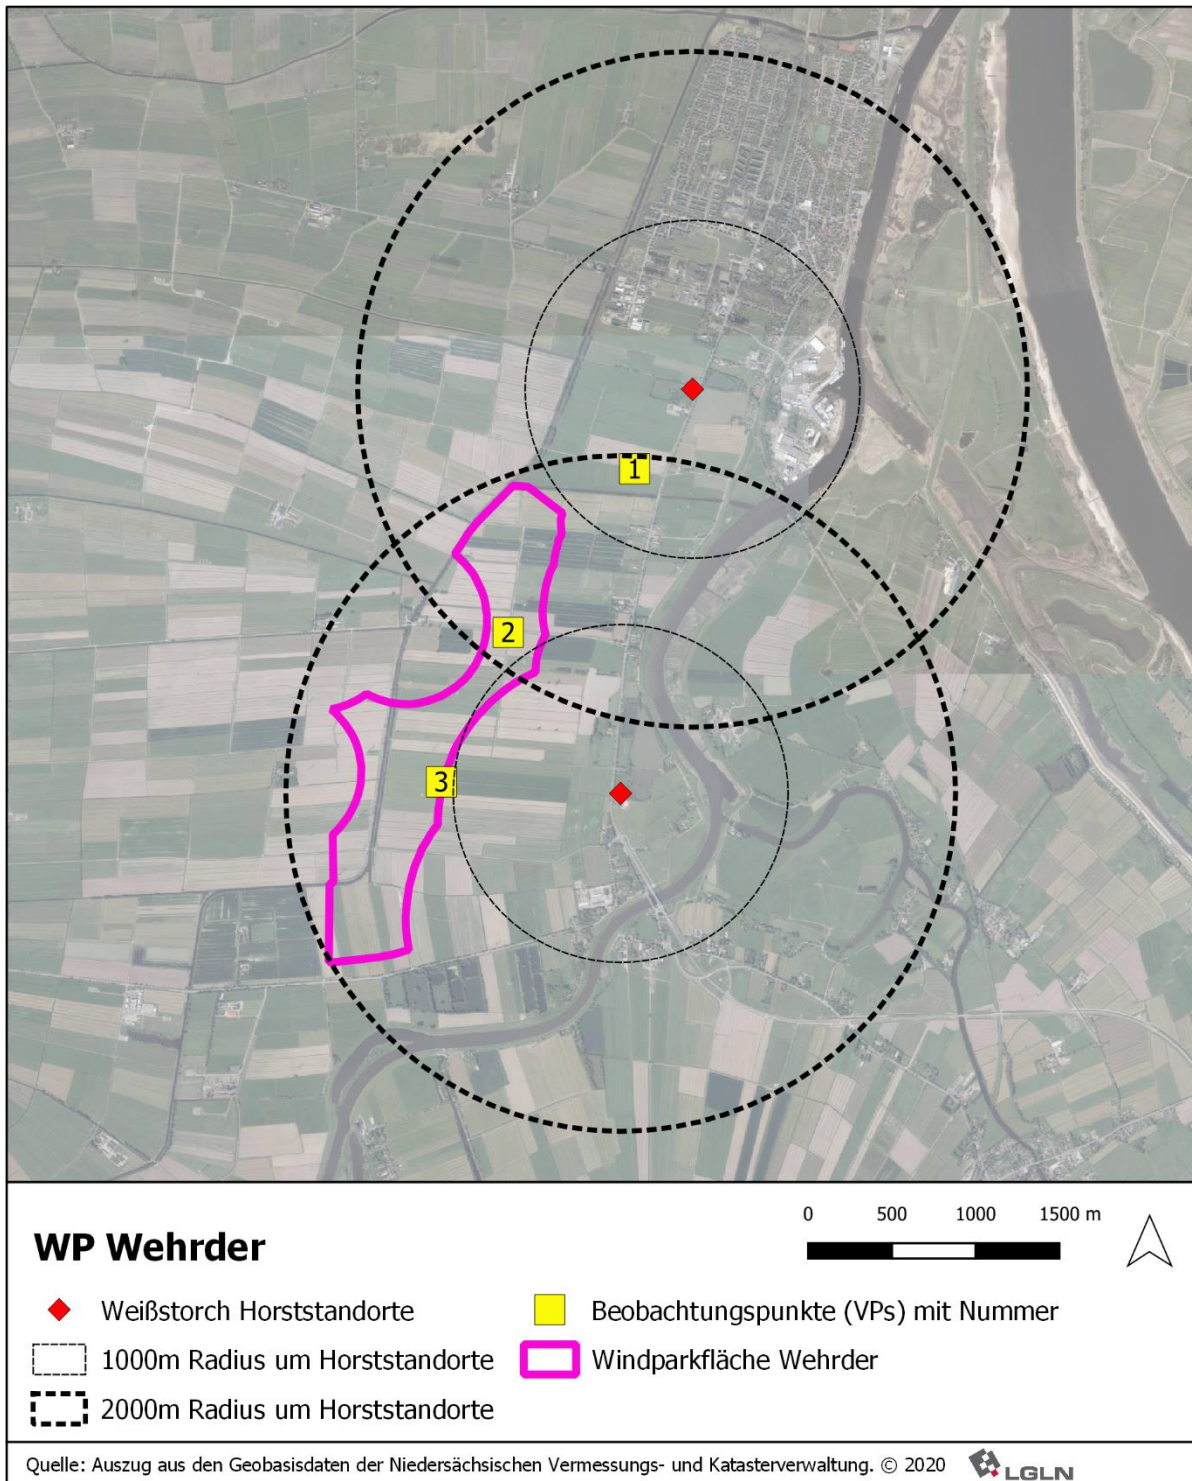 1
2
3
WP Wehrder
0 500 1000 1500 m
Weißstorch Horststandorte
Beobachtungspunkte (VPs) mit Nummer
1000m Radius um Horststandorte
Windparkfläche Wehrder
2000m Radius um Horststandorte
Quelle: Auszug aus den Geobasisdaten der Niedersächsischen Vermessungs- und Katasterverwaltung. © 2020
LGLN